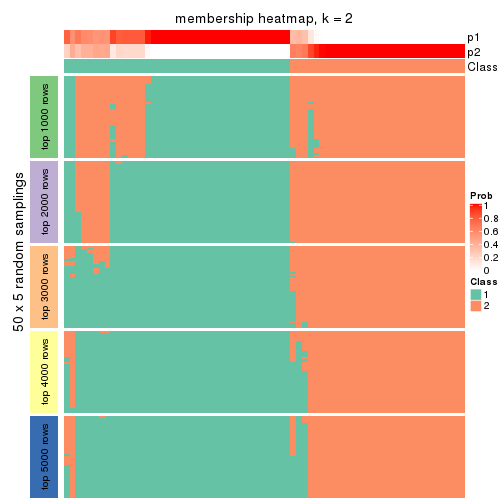 membership heatmap, k = 2
p1
p2
Class
50 x 5 random samplings
top 1000 rows
top 2000 rows
top 3000 rows
top 4000 rows
top 5000 rows
Prob
1
0.8
0.6
0.4
0.2
0
Class
1
2